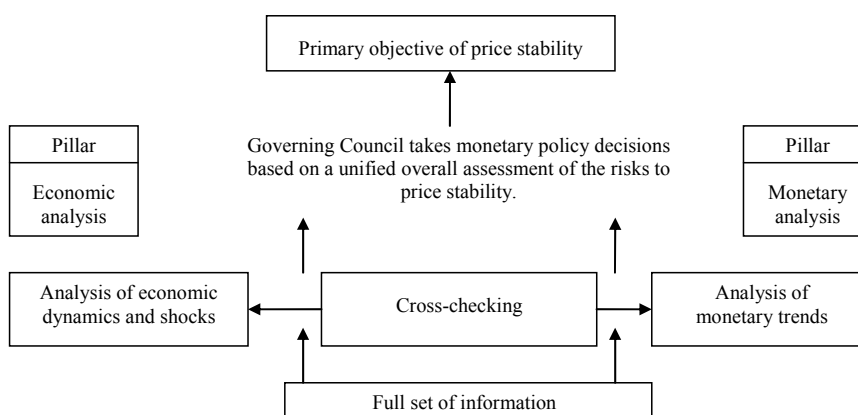 Primary objective of price stability
Pillar
Economic
analysis
Governing Council takes monetary policy decisions
based on a unified overall assessment of the risks to
price stability.
Pillar
Monetary
analysis
Analysis of economic
dynamics and shocks
Cross-checking
Analysis of
monetary trends
Full set of information